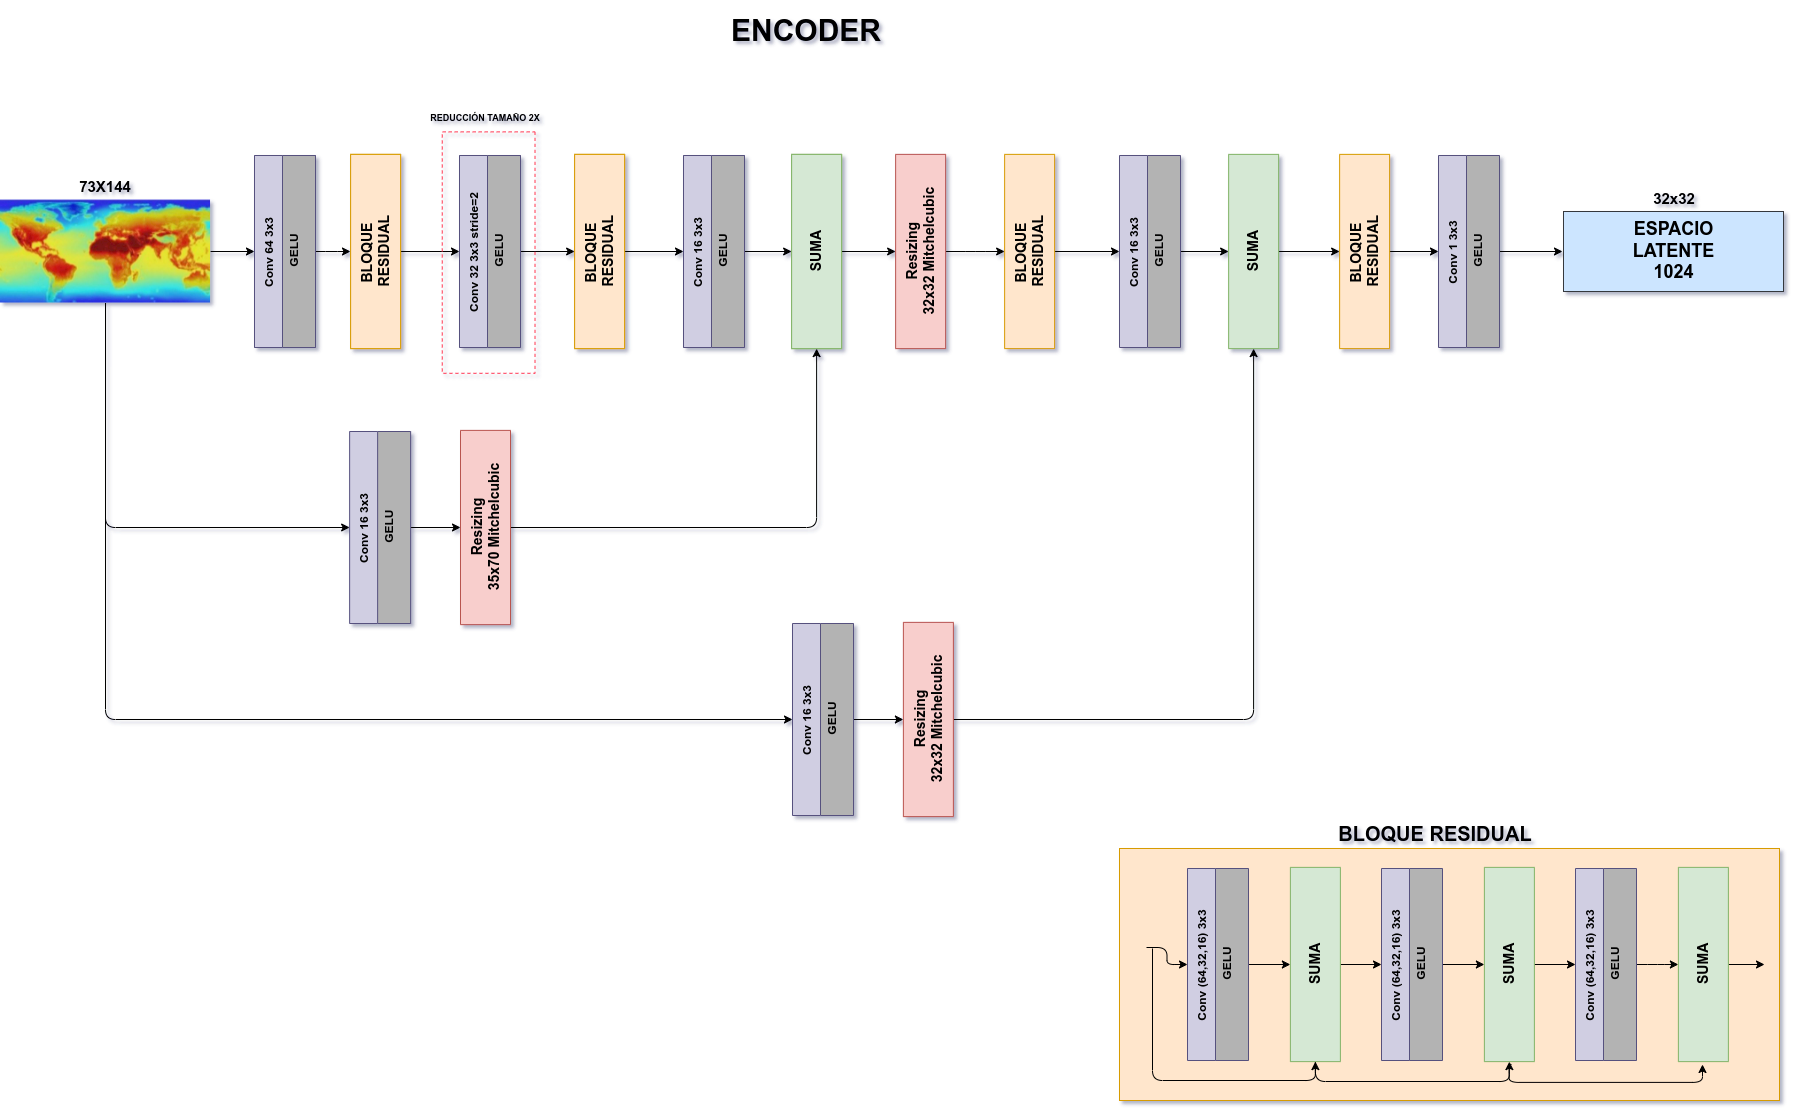 ENCODER
REDUCCIÓN TAMAÑO 2X
73X144
Conv 64 3x3
GELU
BLOQUE
RESIDUAL
Conv 32 3x3 stride=2
GELU
BLOQUE
RESIDUAL
Conv 16 3x3
GELU
SUMA
Resizing
32x32 Mitchelcubic
BLOQUE
RESIDUAL
Conv 16 3x3
GELU
SUMA
BLOQUE
RESIDUAL
Conv 1 3x3
GELU
32x32
ESPACIO
LATENTE
1024
Conv 16 3x3
GELU
Resizing
35x70 Mitchelcubic
Conv 16 3x3
GELU
Resizing
32x32 Mitchelcubic
BLOQUE RESIDUAL
Conv (64,32,16) 3x3
GELU
SUMA
Conv (64,32,16) 3x3
GELU
SUMA
Conv (64,32,16) 3x3
GELU
SUMA